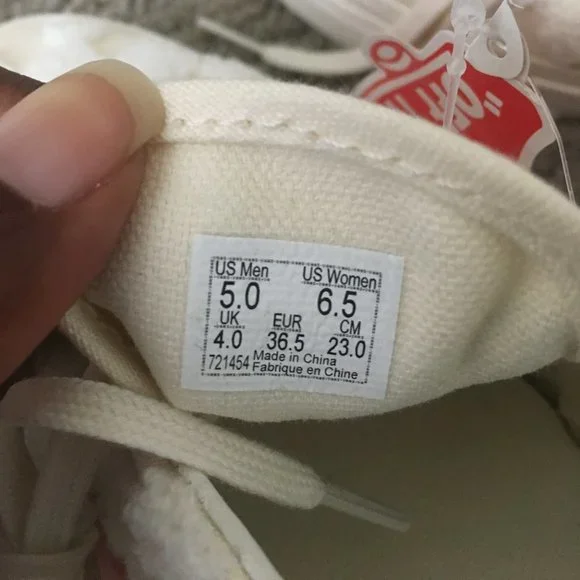 US Men US Women
5.0 6.5
UK EUR CM
4.0 36.5 23.0
721454 Made in China
Fabrique en Chine
"OFF